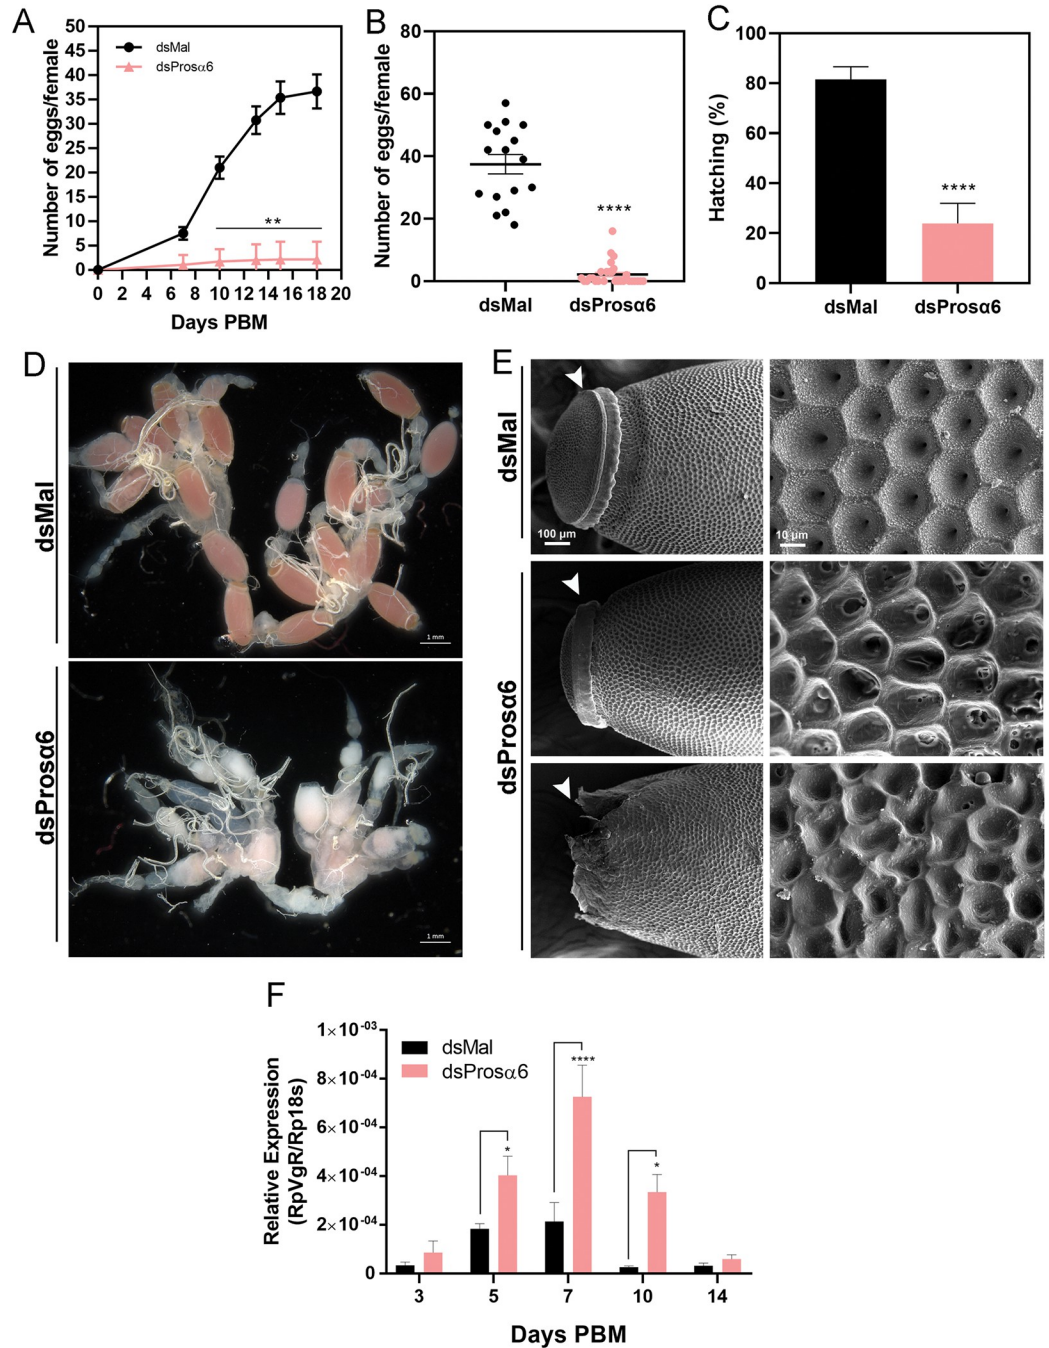 A
50
45
40
35
30
25
20
15
10
5
0
Number of eggs/female
dsMal
dsProsα6
**
0 2 4 6 8 10 12 14 16 18 20
Days PBM
B
80
60
40
20
0
Number of eggs/female
****
dsMal dsProsα6
C
100
80
60
40
20
0
Hatching (%)
****
dsMal dsProsα6
D
dsMal
1 mm
dsProsα6
1 mm
E
dsMal
100 µm
10 µm
dsProsα6
F
1×10-03
8×10-04
6×10-04
4×10-04
2×10-04
0
Relative Expression
(RpVgR/Rp18s)
dsMal
dsProsα6
*
****
*
3 5 7 10 14
Days PBM